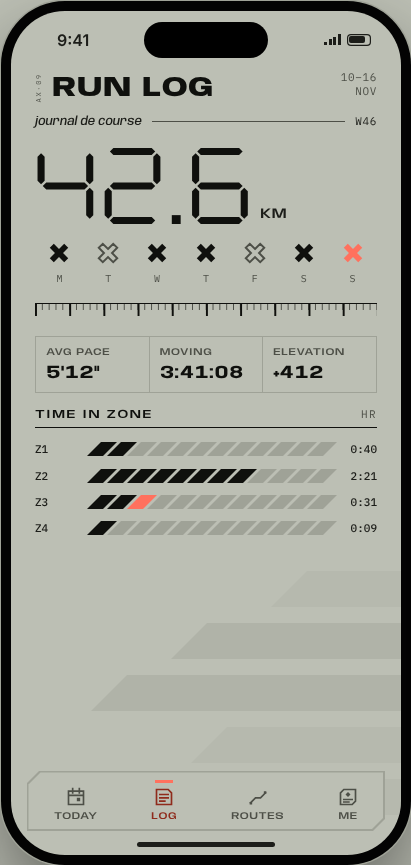 9:41
AX-09
RUN LOG
10–16
NOV
journal de course
W46
42.6 KM
M T W T F S S
AVG PACE
MOVING
ELEVATION
5'12"
3:41:08
+412
TIME IN ZONE
HR
Z1 0:40
Z2 2:21
Z3 0:31
Z4 0:09
TODAY
LOG
ROUTES
ME